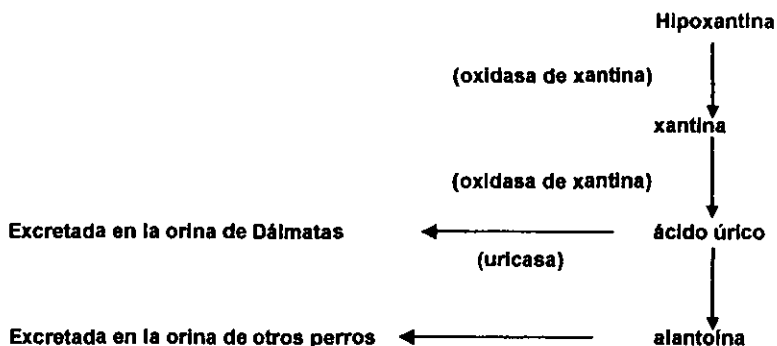 Hipoxantina
(oxidasa de xantina)
xantina
(oxidasa de xantina)
Excretada en la orina de Dálmatas
ácido úrico
(uricasa)
Excretada en la orina de otros perros
alantoína